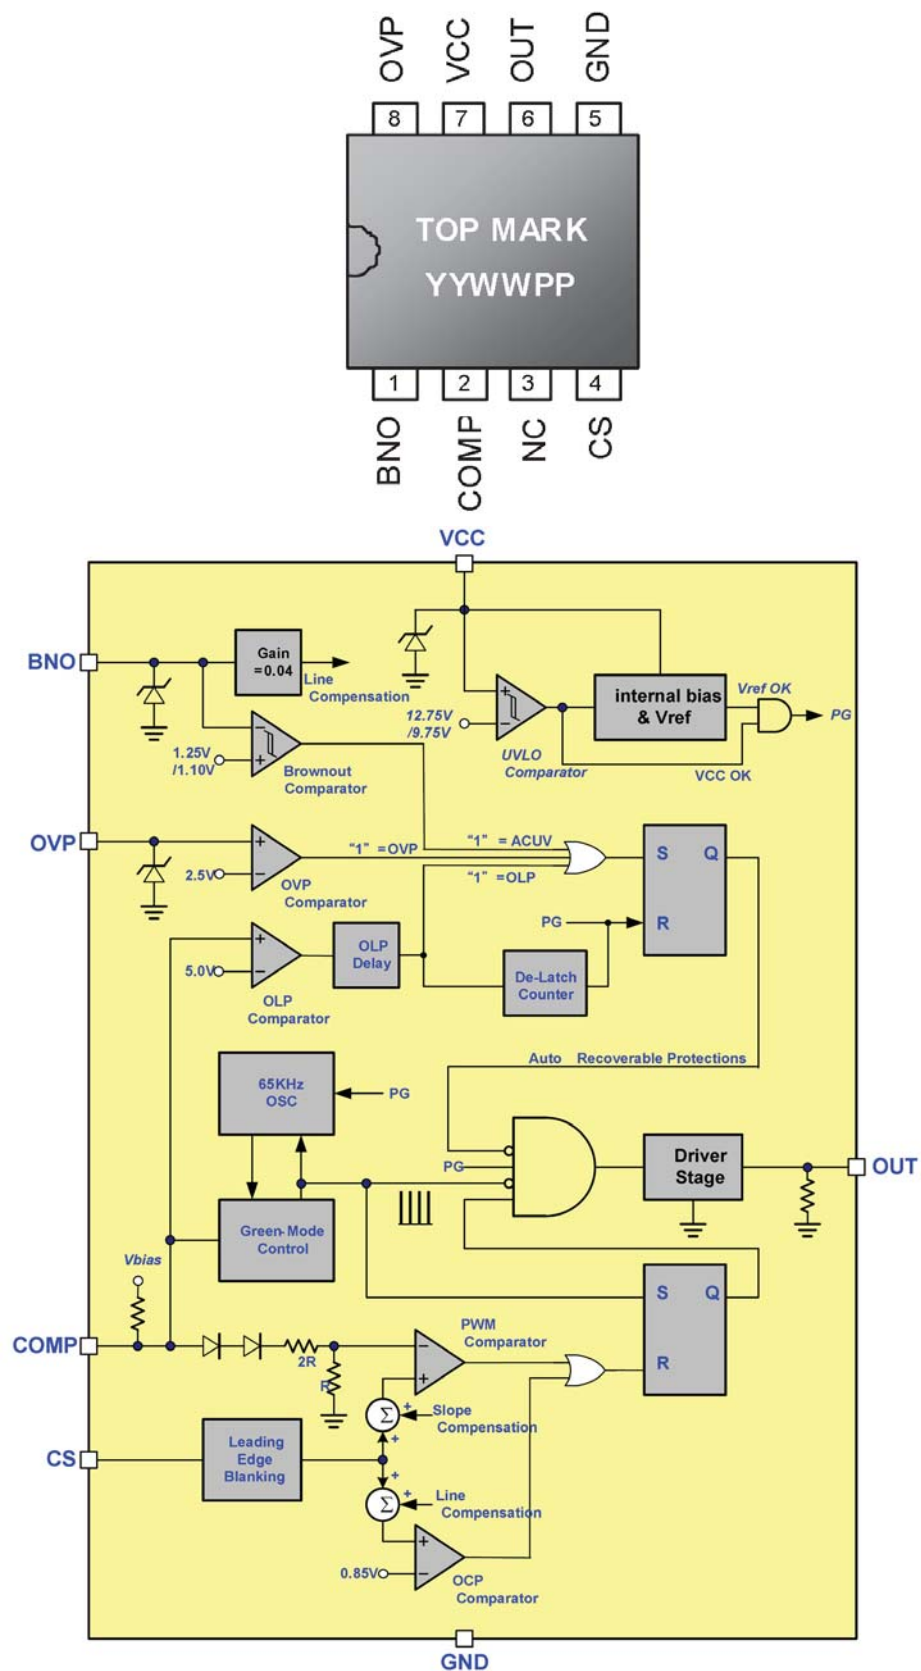 OVP
VCC
OUT
GND
8
7
6
5
TOP MARK
YYWWPP
1
2
3
4
BNO
COMP
NC
CS
VCC
BNO
Gain
=0.04
Line
Compensation
1.25V
/1.10V
Brownout
Comparator
12.75V
/9.75V
UVLO
Comparator
internal bias
& Vref
Vref OK
PG
VCC OK
OVP
2.5V
OVP
Comparator
"1" =OVP
"1" =ACUV
"1" =OLP
S
Q
R
PG
5.0V
OLP
Comparator
OLP
Delay
De-Latch
Counter
Auto Recoverable Protections
65KHz
OSC
PG
PG
Driver
Stage
OUT
Green-Mode
Control
Vbias
COMP
2R
R
PWM
Comparator
S
Q
R
Σ
+
+
Slope
Compensation
CS
Leading
Edge
Blanking
+
+
Σ
Line
Compensation
0.85V
OCP
Comparator
GND